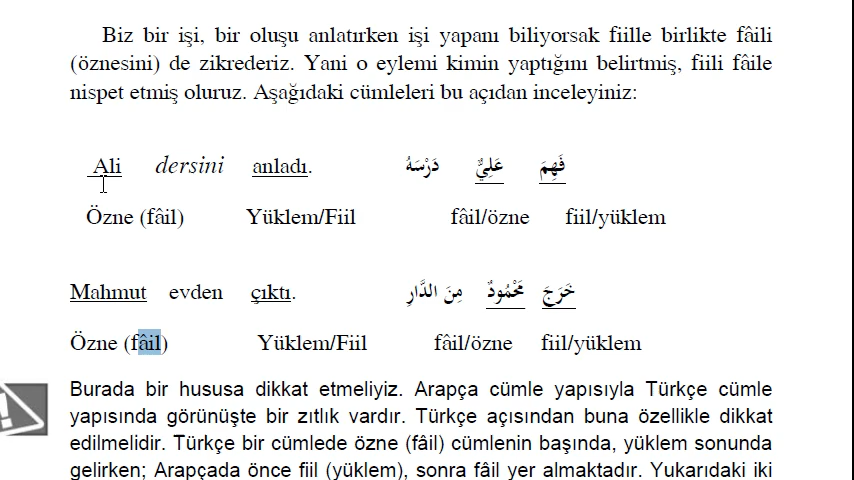 Biz bir işi, bir oluşu anlatırken işi yapanı biliyorsak fiille birlikte fâili
(öznesini) de zikrederiz. Yani o eylemi kimin yaptığını belirtmiş, fiili fâile
nispet etmiş oluruz. Aşağıdaki cümleleri bu açıdan inceleyiniz:
Ali dersini anladı. فَهِمَ عَلِيٌّ دَرْسَهُ
Özne (fâil) Yüklem/Fiil fâil/özne fiil/yüklem
Mahmut evden çıktı. خَرَجَ مَحْمُودٌ مِنَ الدَّارِ
Özne (fâil) Yüklem/Fiil fâil/özne fiil/yüklem
Burada bir hususa dikkat etmeliyiz. Arapça cümle yapısıyla Türkçe cümle
yapısında görünüşte bir zıtlık vardır. Türkçe açısından buna özellikle dikkat
edilmelidir. Türkçe bir cümlede özne (fâil) cümlenin başında, yüklem sonunda
gelirken; Arapçada önce fiil (yüklem), sonra fâil yer almaktadır. Yukarıdaki iki